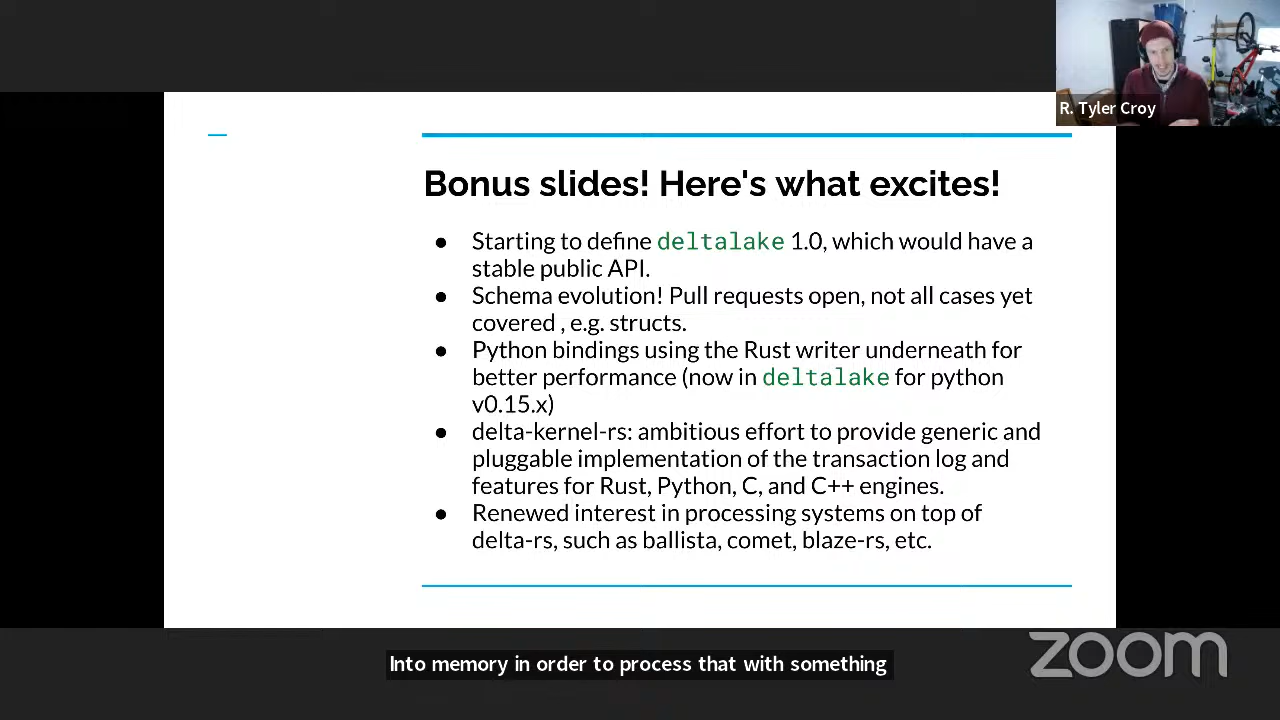 R. Tyler Croy
Bonus slides! Here's what excites!
● Starting to define deltalake 1.0, which would have a
stable public API.
● Schema evolution! Pull requests open, not all cases yet
covered , e.g. structs.
● Python bindings using the Rust writer underneath for
better performance (now in deltalake for python
v0.15.x)
● delta-kernel-rs: ambitious effort to provide generic and
pluggable implementation of the transaction log and
features for Rust, Python, C, and C++ engines.
● Renewed interest in processing systems on top of
delta-rs, such as ballista, comet, blaze-rs, etc.
Into memory in order to process that with something
zoom